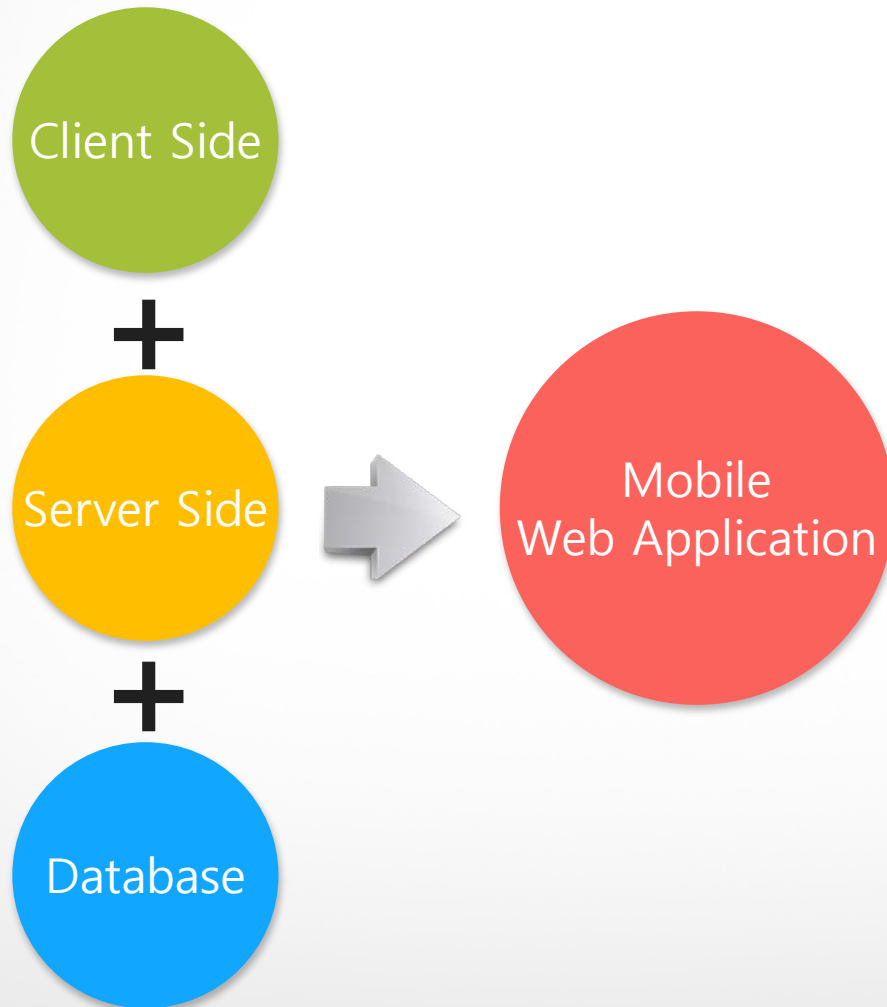 Client Side
+
Server Side
+
Database
Mobile
Web Application